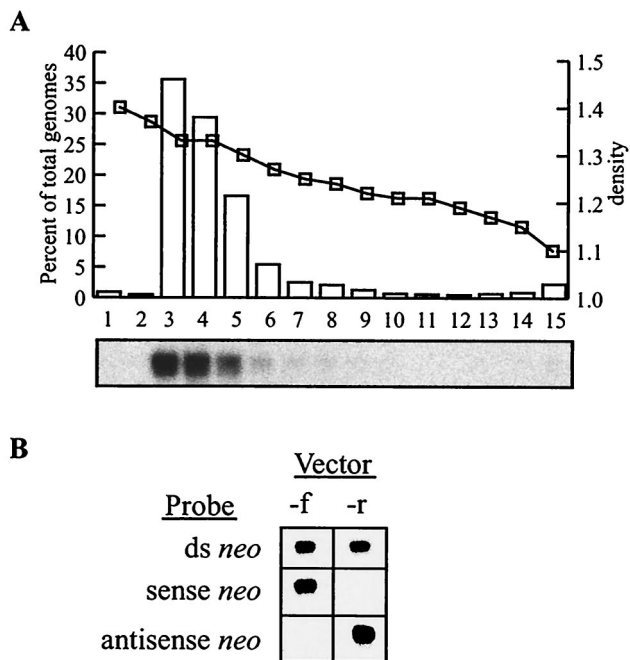 A
Percent of total genomes
40
35
30
25
20
15
10
5
0
1.5
1.4
1.3
1.2
1.1
1.0
density
1 2 3 4 5 6 7 8 9 10 11 12 13 14 15
B
Vector
Probe -f -r
ds neo
sense neo
antisense neo